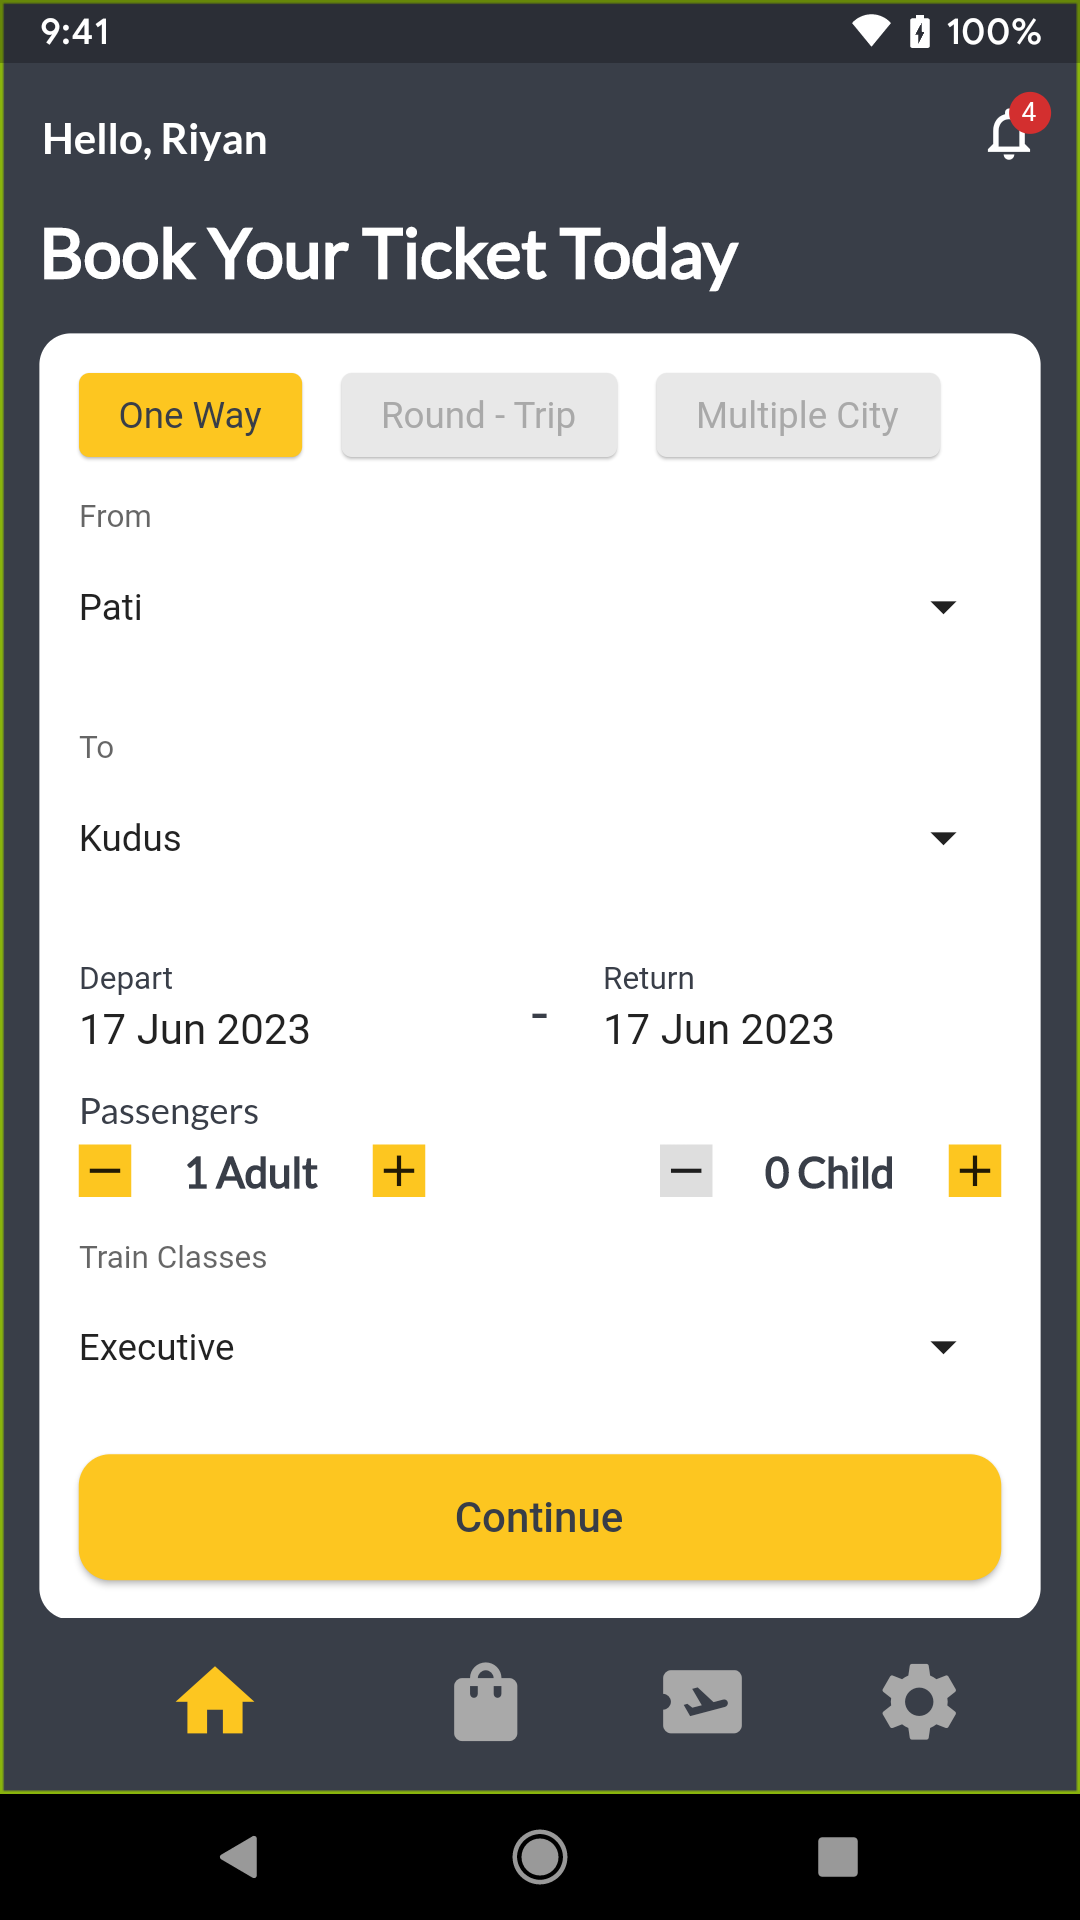 9:41 100%
Hello, Riyan 4
Book Your Ticket Today
One Way Round - Trip Multiple City
From
Pati
To
Kudus
Depart Return
17 Jun 2023 - 17 Jun 2023
Passengers
1 Adult 0 Child
Train Classes
Executive
Continue